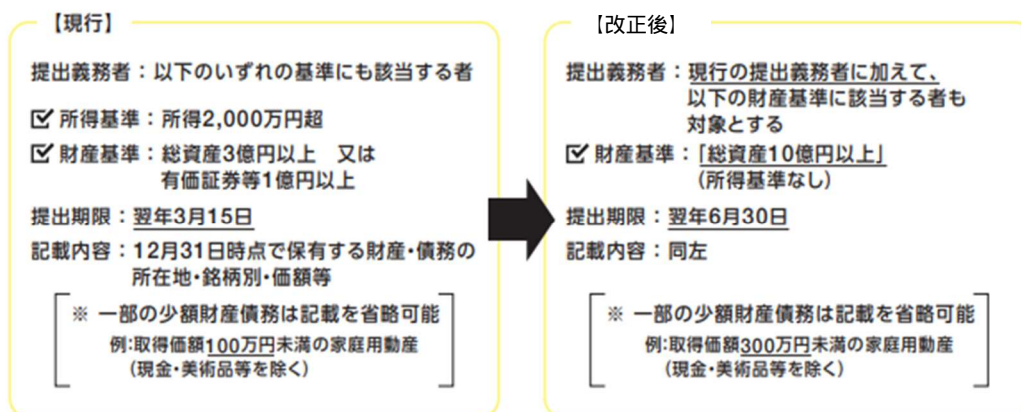 【現行】
提出義務者：以下のいずれの基準にも該当する者
所得基準：所得2,000万円超
財産基準：総資産3億円以上　又は
有価証券等1億円以上
提出期限：翌年3月15日
記載内容：12月31日時点で保有する財産・債務の
所在地・銘柄別・価額等
※ 一部の少額財産債務は記載を省略可能
例:取得価額100万円未満の家庭用動産
（現金・美術品等を除く）
【改正後】
提出義務者：現行の提出義務者に加えて、
以下の財産基準に該当する者も
対象とする
財産基準：「総資産10億円以上」
（所得基準なし）
提出期限：翌年6月30日
記載内容：同左
※ 一部の少額財産債務は記載を省略可能
例:取得価額300万円未満の家庭用動産
（現金・美術品等を除く）